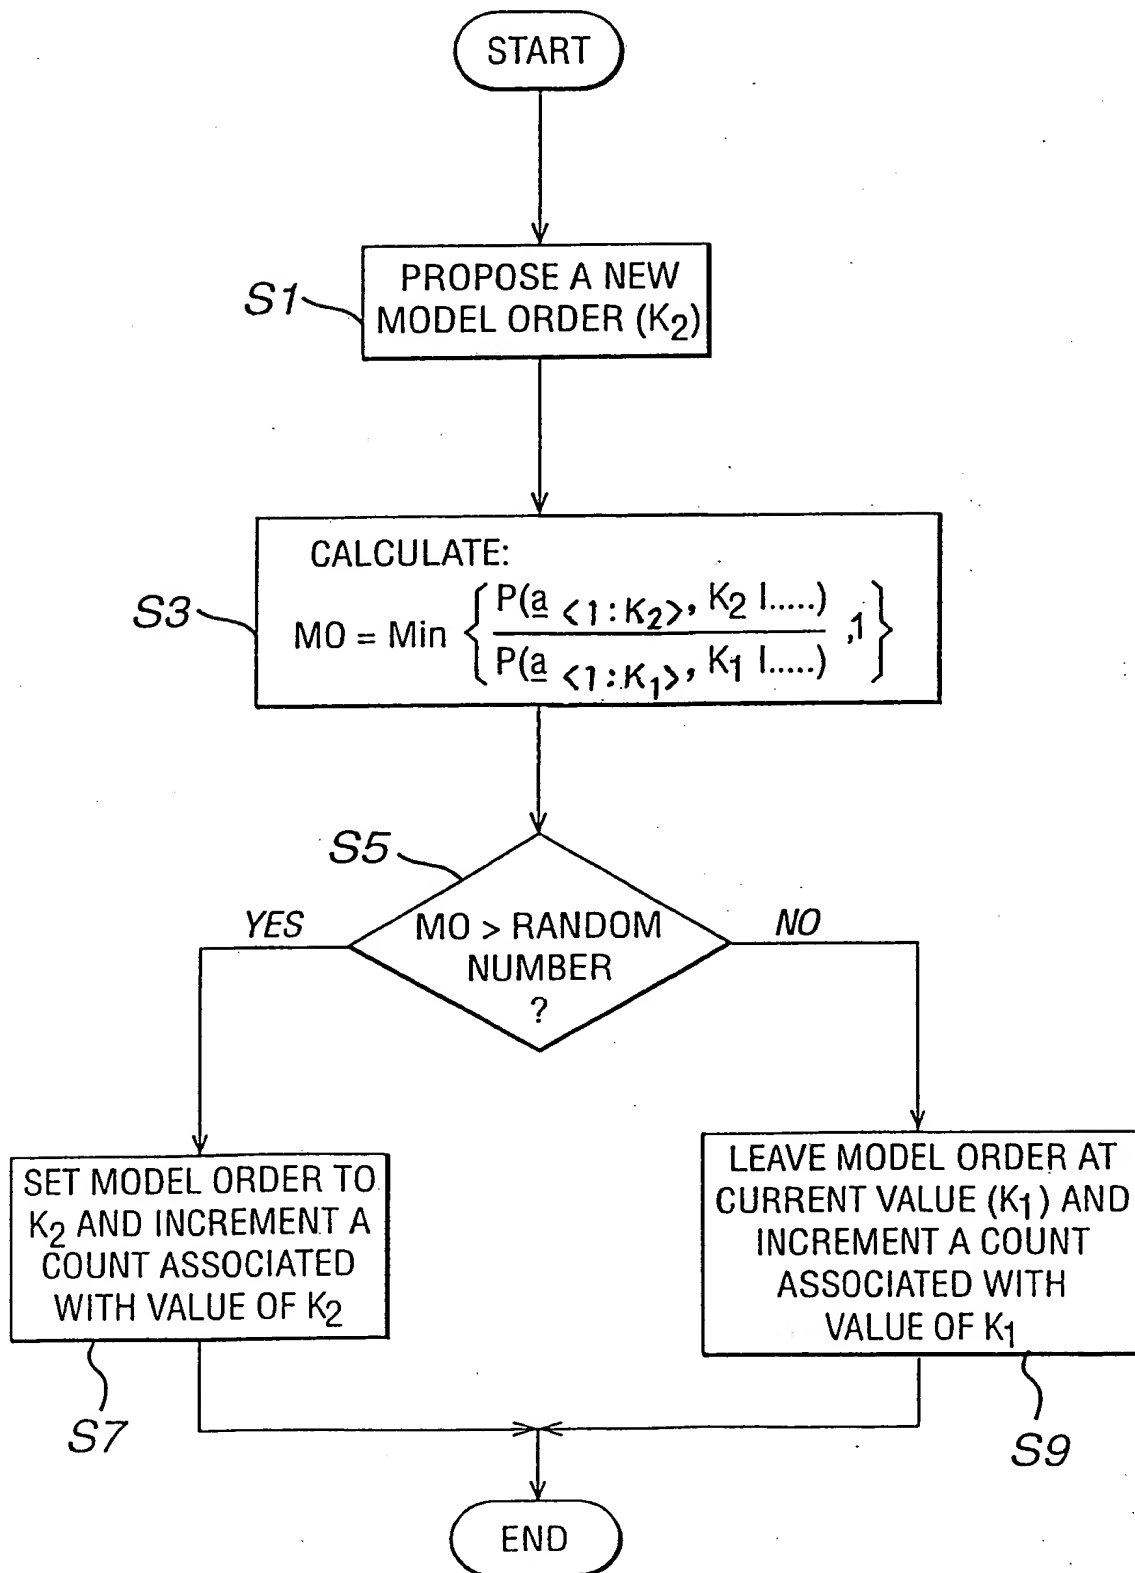 START
S1
PROPOSE A NEW
MODEL ORDER (K2)
S3
CALCULATE:
MO = Min { P(a <1:K2>, K2 |.....) / P(a <1:K1>, K1 |.....) ,1 }
S5
YES
MO > RANDOM
NUMBER
?
NO
SET MODEL ORDER TO
K2 AND INCREMENT A
COUNT ASSOCIATED
WITH VALUE OF K2
S7
LEAVE MODEL ORDER AT
CURRENT VALUE (K1) AND
INCREMENT A COUNT
ASSOCIATED WITH
VALUE OF K1
S9
END